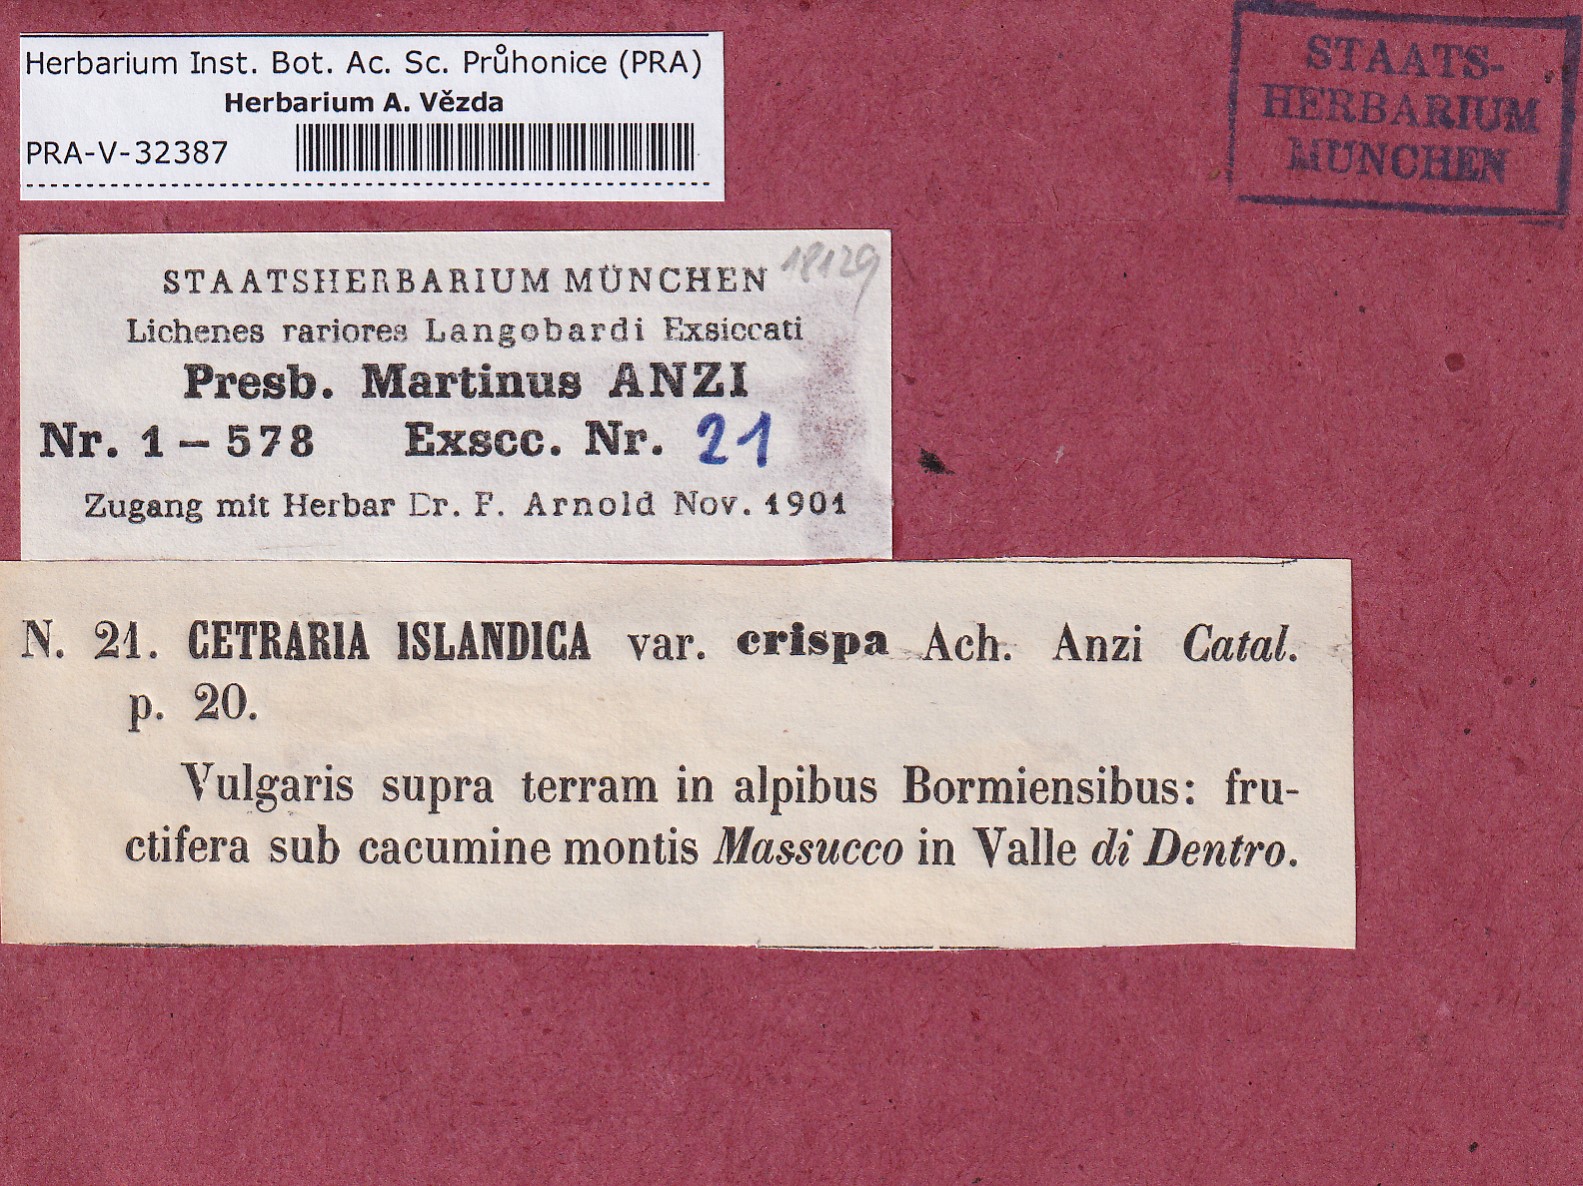 Herbarium Inst. Bot. Ac. Sc. Průhonice (PRA)
Herbarium A. Vězda
PRA-V-32387
STAATS-
HERBARIUM
MÜNCHEN
18129
STAATSHERBARIUM MÜNCHEN
Lichenes rariores Langobardi Exsiccati
Presb. Martinus ANZI
Nr. 1 – 578 Exscc. Nr. 21
Zugang mit Herbar Dr. F. Arnold Nov. 1901
N. 21. CETRARIA ISLANDICA var. crispa Ach. Anzi Catal.
p. 20.
Vulgaris supra terram in alpibus Bormiensibus: fru-
ctifera sub cacumine montis Massucco in Valle di Dentro.